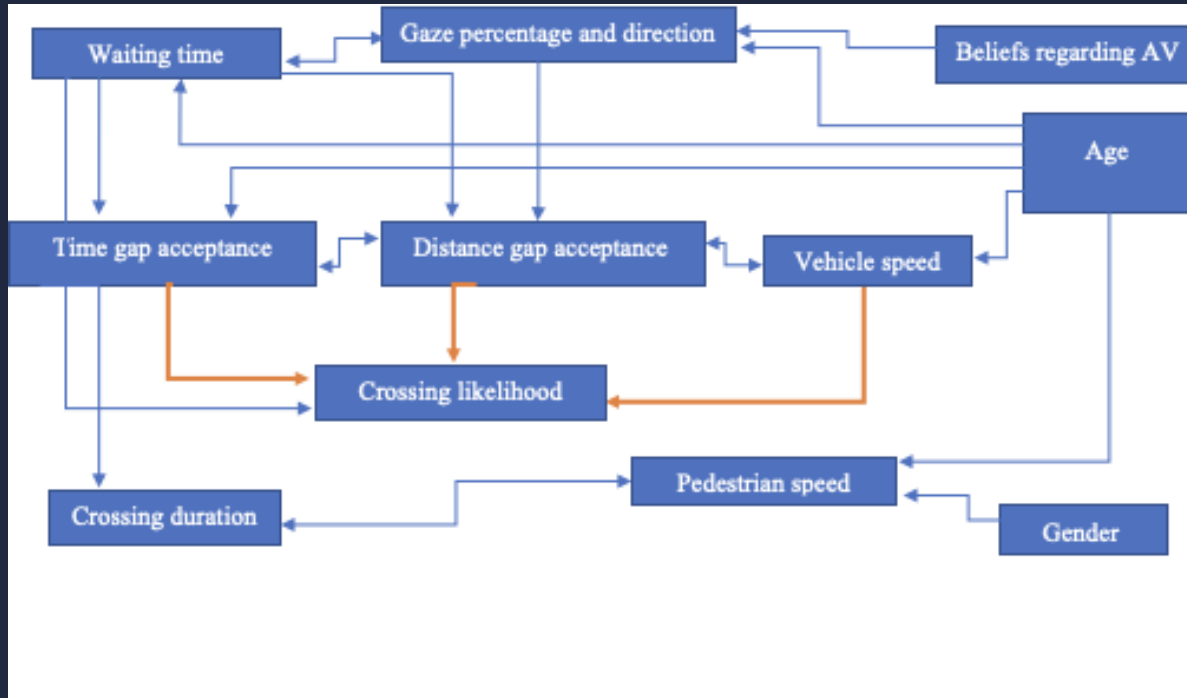 Waiting time
Gaze percentage and direction
Beliefs regarding AV
Age
Time gap acceptance
Distance gap acceptance
Vehicle speed
Crossing likelihood
Pedestrian speed
Crossing duration
Gender